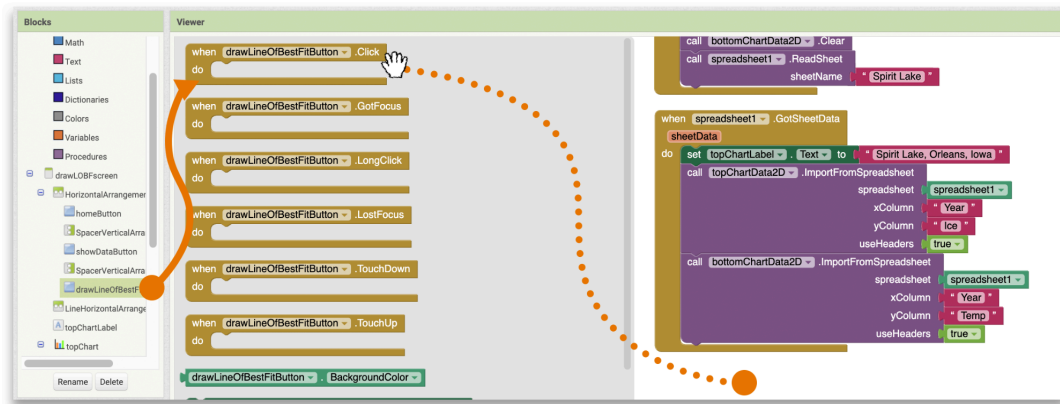 Blocks
Viewer
Math
Text
Lists
Dictionaries
Colors
Variables
Procedures
drawLOBFscreen
HorizontalArrangemer
homeButton
SpacerVerticalArra
showDataButton
SpacerVerticalArra
drawLineOfBestF
LineHorizontalArrange
topChartLabel
topChart
Rename Delete
when drawLineOfBestFitButton .Click
do
when drawLineOfBestFitButton .GotFocus
do
when drawLineOfBestFitButton .LongClick
do
when drawLineOfBestFitButton .LostFocus
do
when drawLineOfBestFitButton .TouchDown
do
when drawLineOfBestFitButton .TouchUp
do
drawLineOfBestFitButton . BackgroundColor
call bottomChartData2D .Clear
call spreadsheet1 .ReadSheet
sheetName " Spirit Lake "
when spreadsheet1 .GotSheetData
sheetData
do set topChartLabel . Text to " Spirit Lake, Orleans, Iowa "
call topChartData2D .ImportFromSpreadsheet
spreadsheet spreadsheet1
xColumn " Year "
yColumn " Ice "
useHeaders true
call bottomChartData2D .ImportFromSpreadsheet
spreadsheet spreadsheet1
xColumn " Year "
yColumn " Temp "
useHeaders true